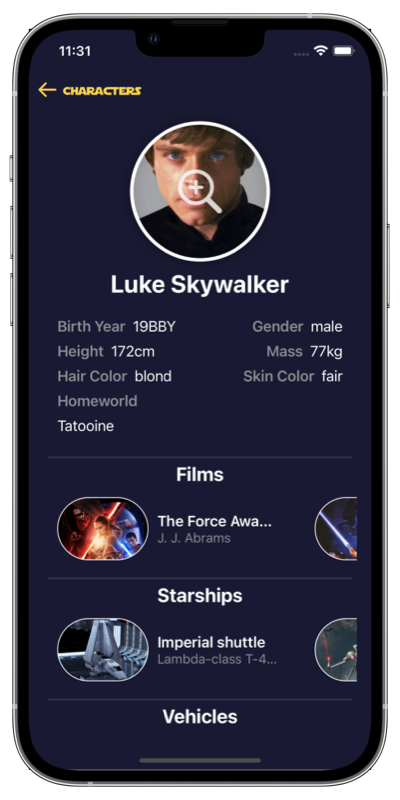 11:31
CHARACTERS
Luke Skywalker
Birth Year 19BBY Gender male
Height 172cm Mass 77kg
Hair Color blond Skin Color fair
Homeworld
Tatooine
Films
The Force Awa...
J. J. Abrams
Starships
Imperial shuttle
Lambda-class T-4...
Vehicles